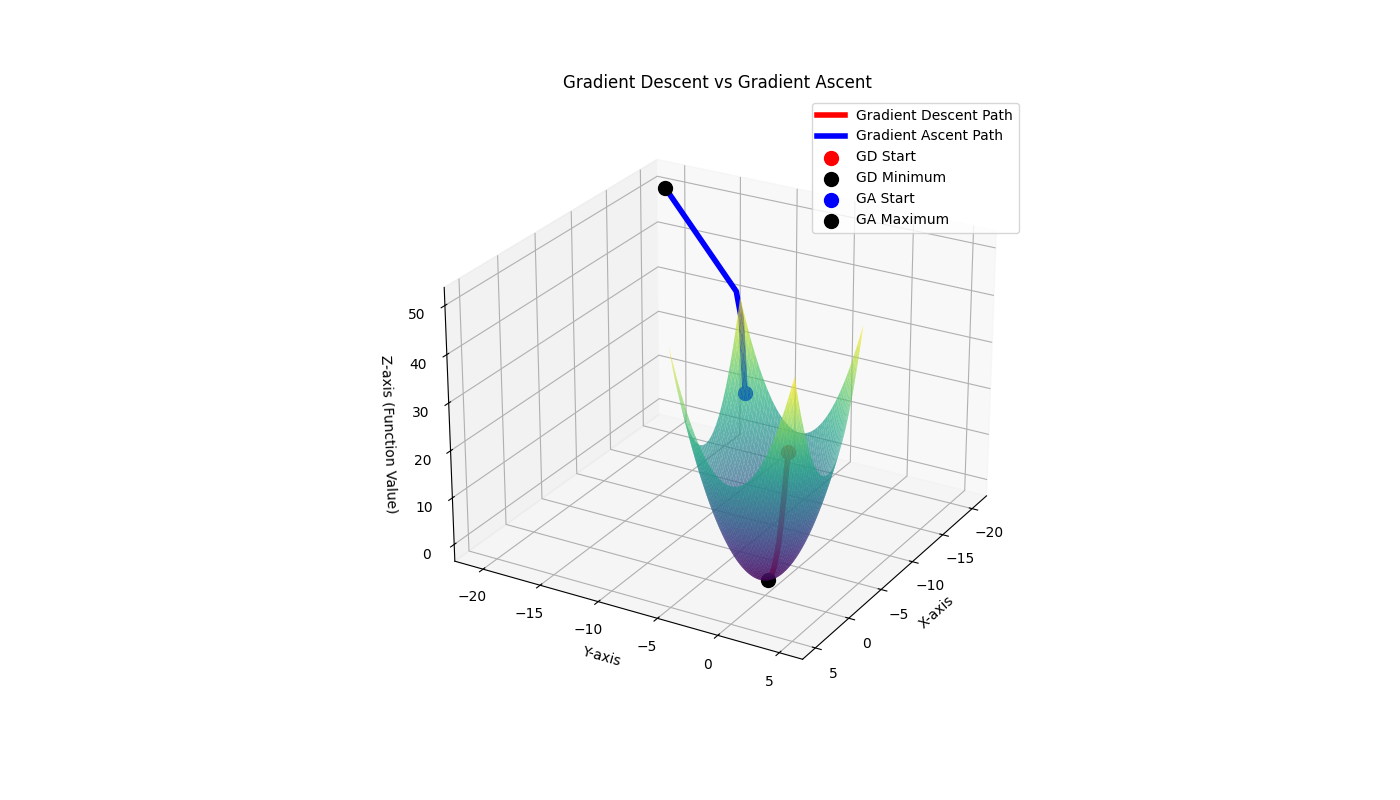 Gradient Descent vs Gradient Ascent
Gradient Descent Path
Gradient Ascent Path
GD Start
GD Minimum
GA Start
GA Maximum
50
40
30
20
10
0
Z-axis (Function Value)
−20
−15
−10
−5
0
5
Y-axis
−20
−15
−10
−5
0
5
X-axis